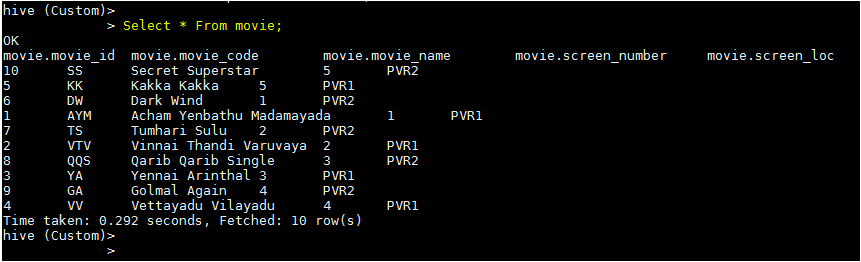 hive (Custom)>
> Select * From movie;
OK
movie.movie_id movie.movie_code movie.movie_name movie.screen_number movie.screen_loc
10 SS Secret Superstar 5 PVR2
5 KK Kakka Kakka 5 PVR1
6 DW Dark Wind 1 PVR2
1 AYM Acham Yenbathu Madamayada 1 PVR1
7 TS Tumhari Sulu 2 PVR2
2 VTV Vinnai Thandi Varuvaya 2 PVR1
8 QQS Qarib Qarib Single 3 PVR2
3 YA Yennai Arinthal 3 PVR1
9 GA Golmal Again 4 PVR2
4 VV Vettayadu Vilayadu 4 PVR1
Time taken: 0.292 seconds, Fetched: 10 row(s)
hive (Custom)>
>